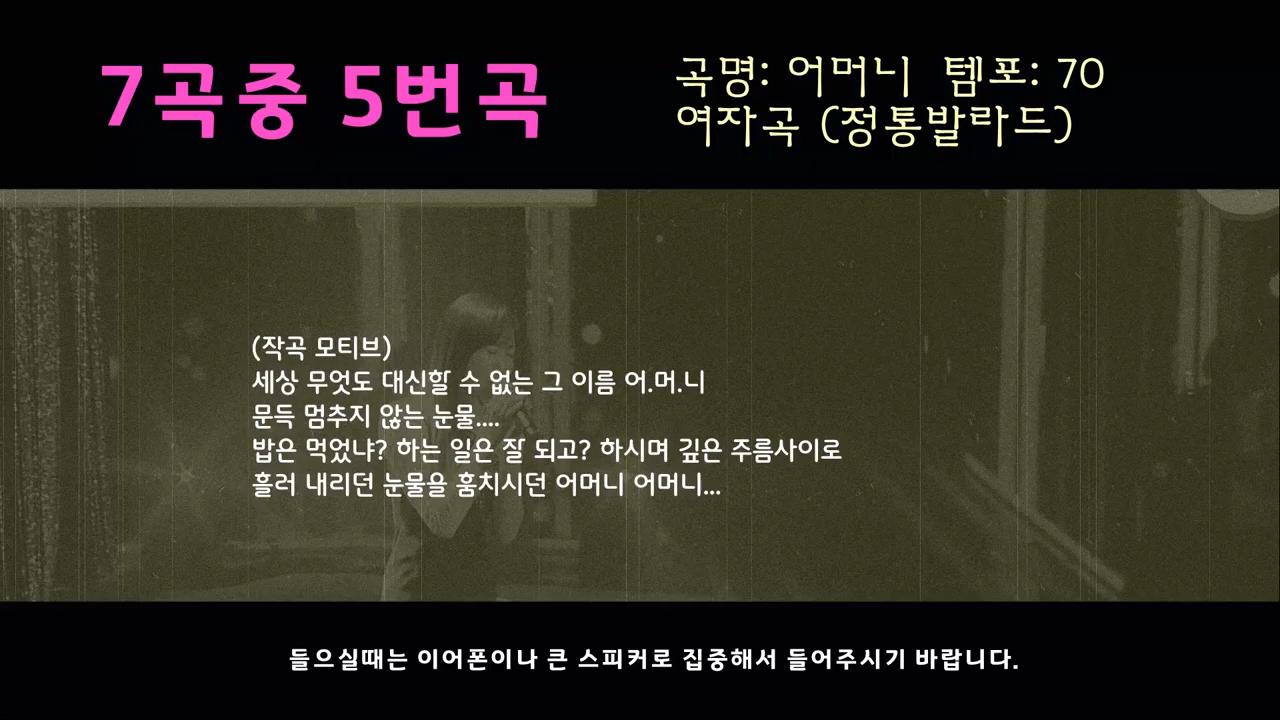 7곡중 5번곡
곡명: 어머니 템포: 70
여자곡 (정통발라드)
(작곡 모티브)
세상 무엇도 대신할 수 없는 그 이름 어.머.니
문득 멈추지 않는 눈물....
밥은 먹었냐? 하는 일은 잘 되고? 하시며 깊은 주름사이로
흘러 내리던 눈물을 훔치시던 어머니 어머니...
들으실때는 이어폰이나 큰 스피커로 집중해서 들어주시기 바랍니다.